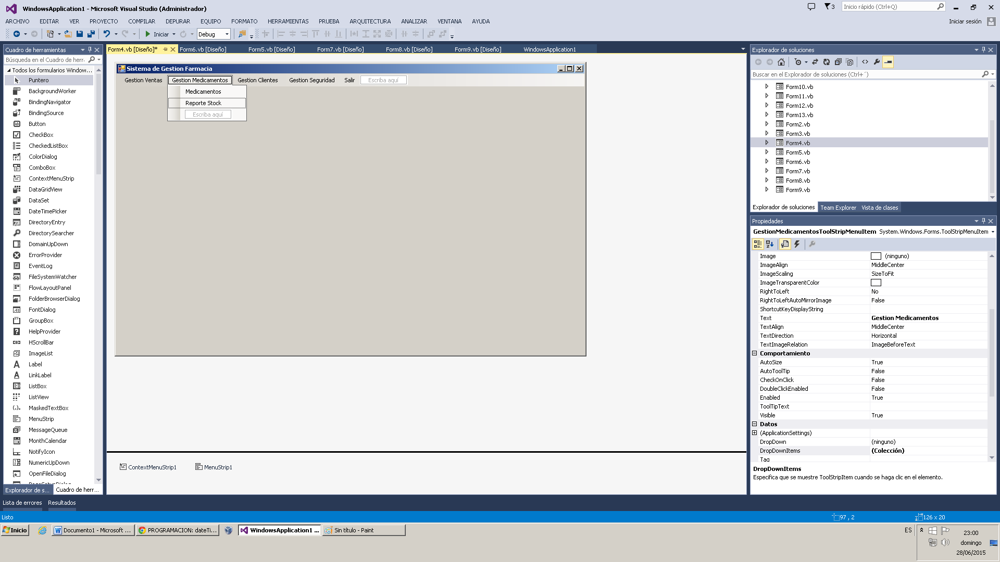 WindowsApplication1 - Microsoft Visual Studio (Administrador)
3
Inicio rápido (Ctrl+Q)
ARCHIVO EDITAR VER PROYECTO COMPILAR DEPURAR EQUIPO FORMATO HERRAMIENTAS PRUEBA ARQUITECTURA ANALIZAR VENTANA AYUDA
Iniciar sesión
Iniciar
Debug
Cuadro de herramientas
Búsqueda en el Cuadro de herr
Todos los formularios Window...
Puntero
BackgroundWorker
BindingNavigator
BindingSource
Button
CheckBox
CheckedListBox
ColorDialog
ComboBox
ContextMenuStrip
DataGridView
DataSet
DateTimePicker
DirectoryEntry
DirectorySearcher
DomainUpDown
ErrorProvider
EventLog
FileSystemWatcher
FlowLayoutPanel
FolderBrowserDialog
FontDialog
GroupBox
HelpProvider
HScrollBar
ImageList
Label
LinkLabel
ListBox
ListView
MaskedTextBox
MenuStrip
MessageQueue
MonthCalendar
NotifyIcon
NumericUpDown
OpenFileDialog
Explorador de s...
Cuadro de herr...
Form4.vb [Diseño]*
Form6.vb [Diseño]
Form5.vb [Diseño]
Form7.vb [Diseño]
Form8.vb [Diseño]
Form9.vb [Diseño]
WindowsApplication1
Sistema de Gestion Farmacia
Gestion Ventas
Gestion Medicamentos
Gestion Clientes
Gestion Seguridad
Salir
Escriba aquí
Medicamentos
Reporte Stock
Escriba aquí
ContextMenuStrip1
MenuStrip1
Explorador de soluciones
Buscar en el Explorador de soluciones (Ctrl+´)
Form10.vb
Form11.vb
Form12.vb
Form13.vb
Form2.vb
Form3.vb
Form4.vb
Form5.vb
Form6.vb
Form7.vb
Form8.vb
Form9.vb
Explorador de soluciones
Team Explorer
Vista de clases
Propiedades
GestionMedicamentosToolStripMenuItem System.Windows.Forms.ToolStripMenuItem
Image (ninguno)
ImageAlign MiddleCenter
ImageScaling SizeToFit
ImageTransparentColor
RightToLeft No
RightToLeftAutoMirrorImage False
ShortcutKeyDisplayString
Text Gestion Medicamentos
TextAlign MiddleCenter
TextDirection Horizontal
TextImageRelation ImageBeforeText
Comportamiento
AutoSize True
AutoToolTip False
CheckOnClick False
DoubleClickEnabled False
Enabled True
ToolTipText
Visible True
Datos
(ApplicationSettings)
DropDown (ninguno)
DropDownItems (Colección)
Tag
DropDownItems
Especifica que se muestre ToolStripItem cuando se haga clic en el elemento.
Lista de errores
Resultados
Listo
97 , 2
126 x 20
Inicio
Documento1 - Microsoft ...
PROGRAMACION: dateTi...
WindowsApplication1 ...
Sin título - Paint
ES
23:00
domingo
28/06/2015